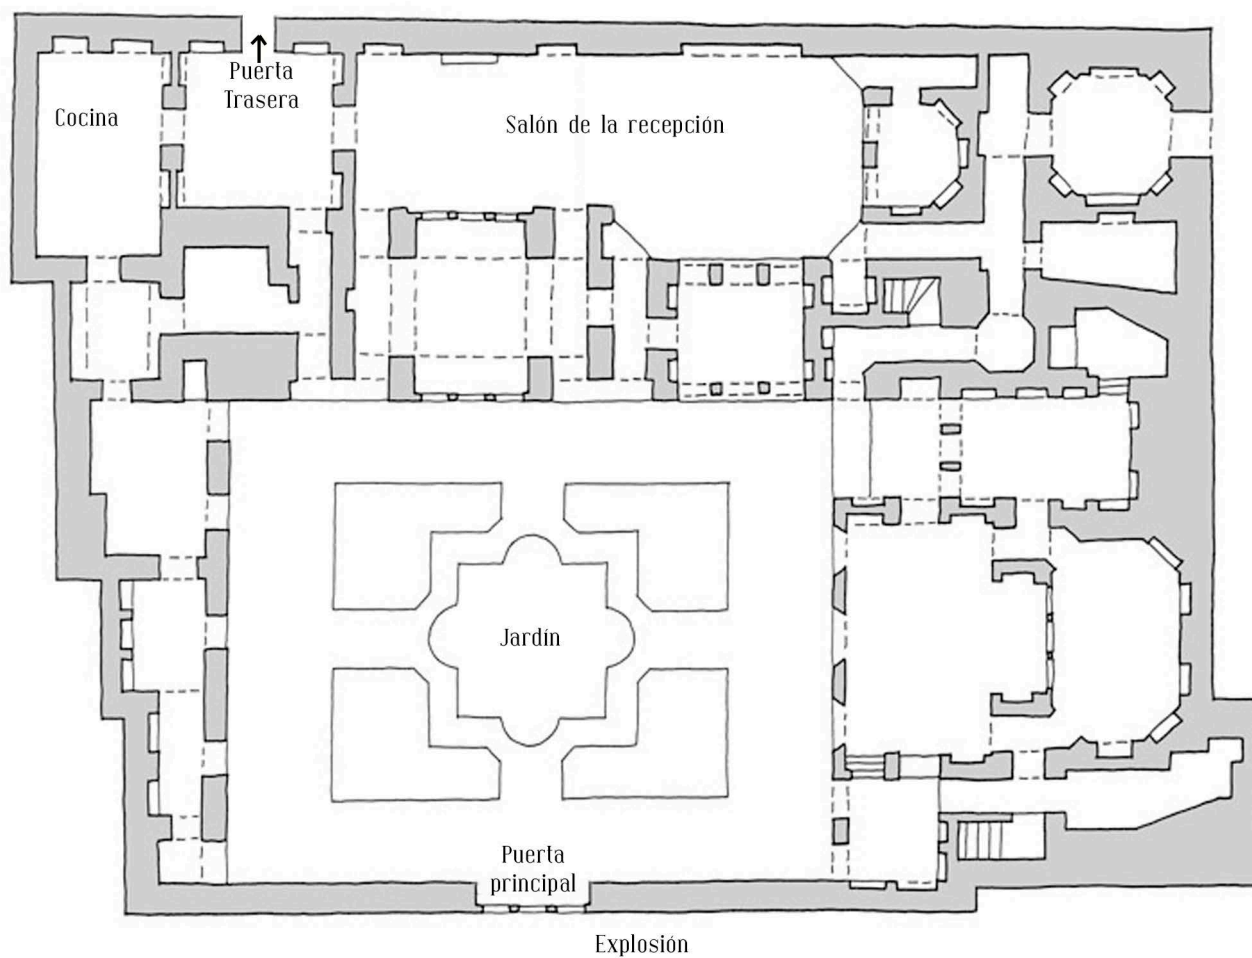 Puerta
Trasera
Cocina
Salón de la recepción
Jardín
Puerta
principal
Explosión